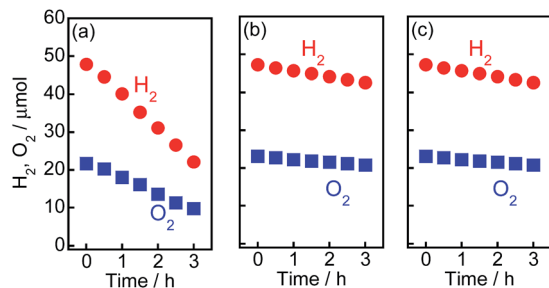 60
50
40
30
20
10
0
H₂, O₂ / μmol
(a)
H₂
O₂
0 1 2 3
Time / h
(b)
H₂
O₂
0 1 2 3
Time / h
(c)
H₂
O₂
0 1 2 3
Time / h